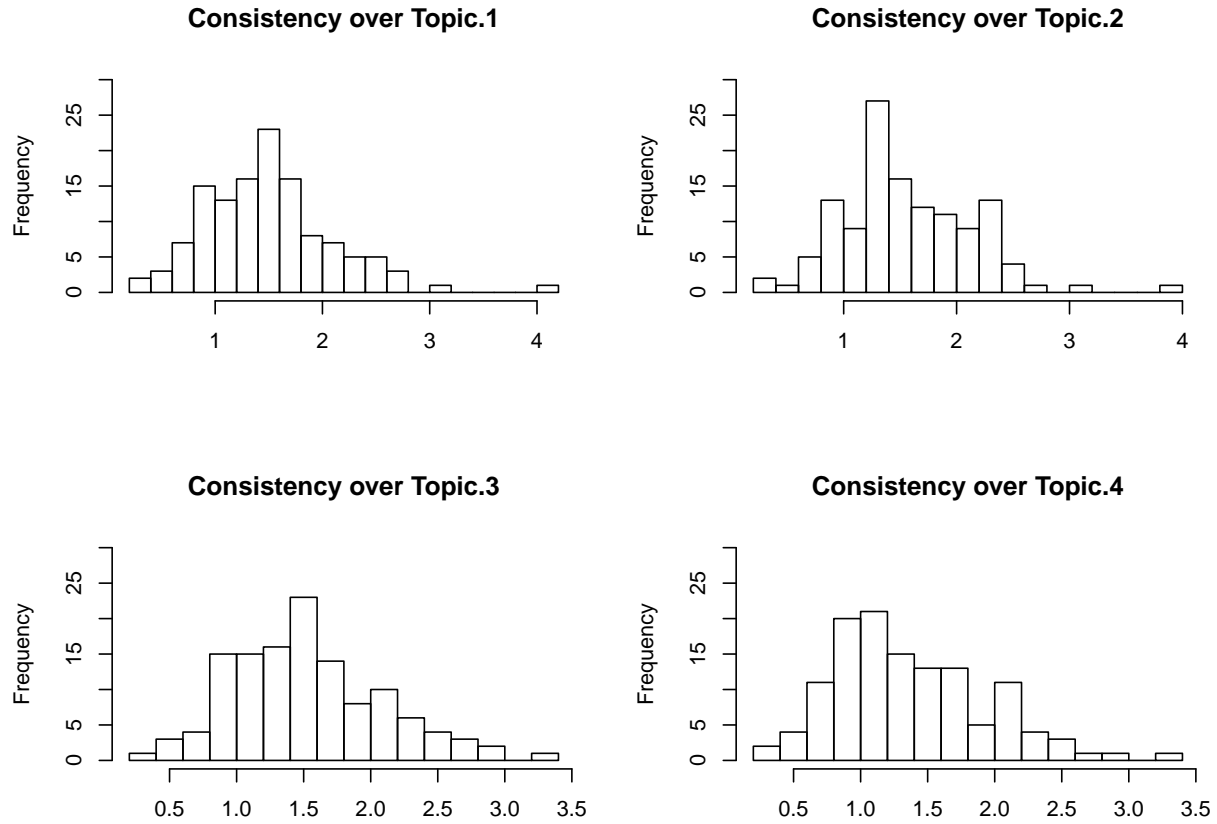 Consistency over Topic.1
Frequency
0 5 15 25
1 2 3 4
Consistency over Topic.2
Frequency
0 5 15 25
1 2 3 4
Consistency over Topic.3
Frequency
0 5 15 25
0.5 1.0 1.5 2.0 2.5 3.0 3.5
Consistency over Topic.4
Frequency
0 5 15 25
0.5 1.0 1.5 2.0 2.5 3.0 3.5